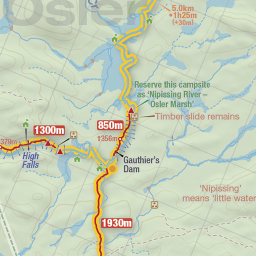 Osler
5.0km
+1h25m
(+30m)
Reserve this campsite
as 'Nipissing River –
Osler Marsh'
Timber slide remains
1300m
850m
1356m
370m
High
Falls
Gauthier's
Dam
'Nipissing'
means 'little water
1930m